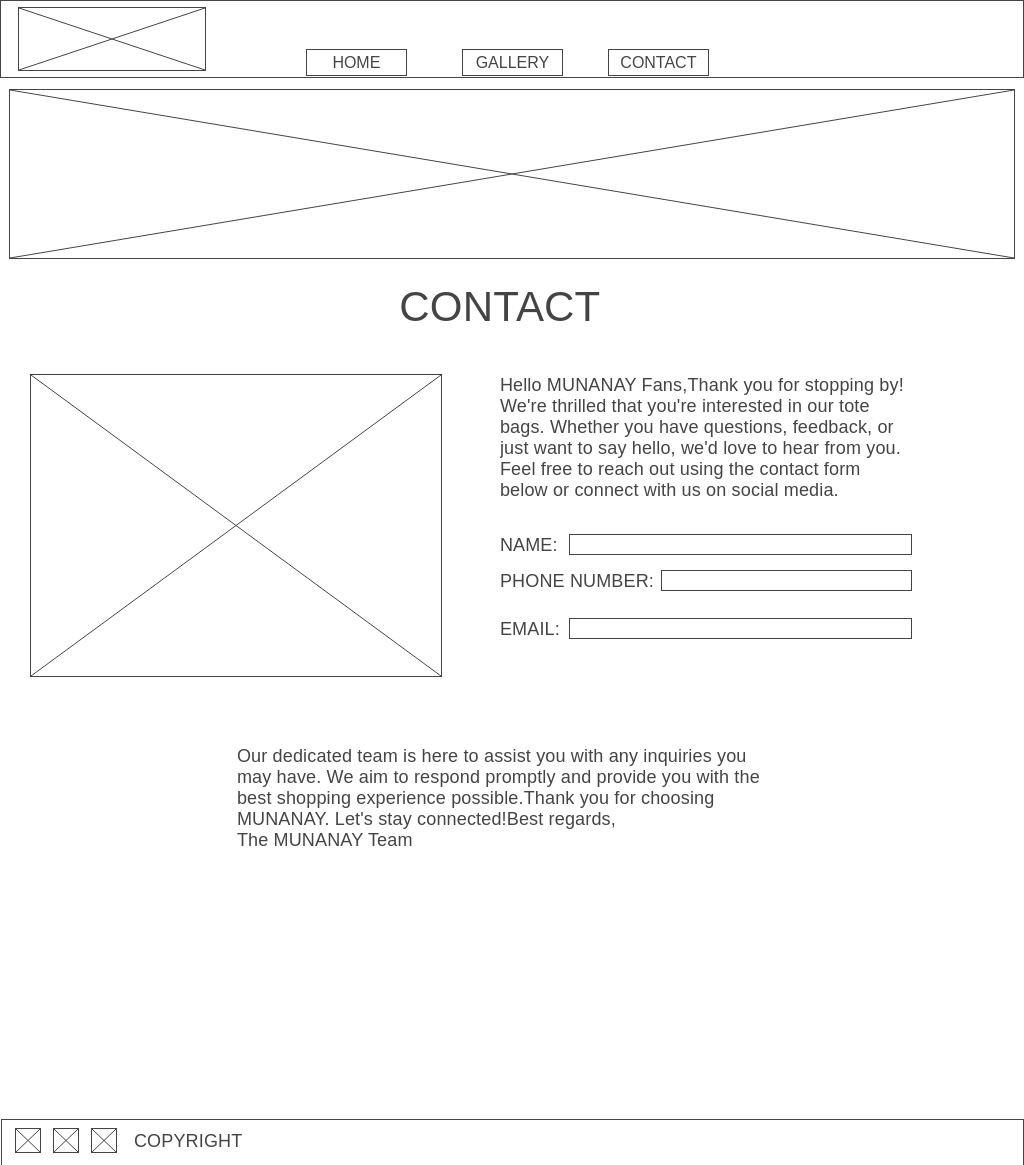 HOME
GALLERY
CONTACT
CONTACT
Hello MUNANAY Fans,Thank you for stopping by!
We're thrilled that you're interested in our tote
bags. Whether you have questions, feedback, or
just want to say hello, we'd love to hear from you.
Feel free to reach out using the contact form
below or connect with us on social media.
NAME:
PHONE NUMBER:
EMAIL:
Our dedicated team is here to assist you with any inquiries you
may have. We aim to respond promptly and provide you with the
best shopping experience possible.Thank you for choosing
MUNANAY. Let's stay connected!Best regards,
The MUNANAY Team
COPYRIGHT